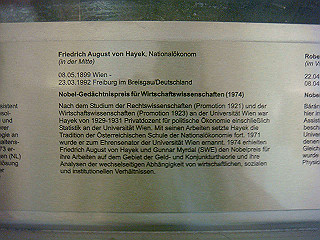 Friedrich August von Hayek, Nationalökonom
(in der Mitte)
08.05.1899 Wien -
23.03.1992 Freiburg im Breisgau/Deutschland
Nobel-Gedächtnispreis für Wirtschaftswissenschaften (1974)
Nach dem Studium der Rechtswissenschaften (Promotion 1921) und der
Wirtschaftswissenschaften (Promotion 1923) an der Universität Wien war
Hayek von 1929-1931 Privatdozent für politische Ökonomie einschließlich
Statistik an der Universität Wien. Mit seinen Arbeiten setzte Hayek die
Tradition der Österreichischen Schule der Nationalökonomie fort. 1971
wurde er zum Ehrensenator der Universität Wien ernannt. 1974 erhielten
Friedrich August von Hayek und Gunnar Myrdal (SWE) den Nobelpreis für
ihre Arbeiten auf dem Gebiet der Geld- und Konjunkturtheorie und ihre
Analysen der wechselseitigen Abhängigkeit von wirtschaftlichen, sozialen
und institutionellen Verhältnissen.